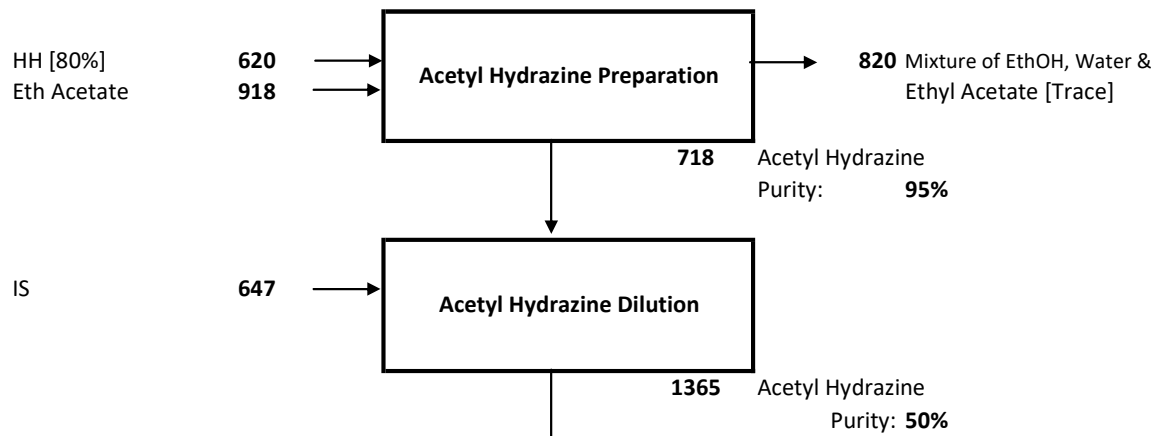 HH [80%] 620
Acetyl Hydrazine Preparation
820 Mixture of EthOH, Water &
Eth Acetate 918
Ethyl Acetate [Trace]
718 Acetyl Hydrazine
Purity: 95%
IS 647
Acetyl Hydrazine Dilution
1365 Acetyl Hydrazine
Purity: 50%